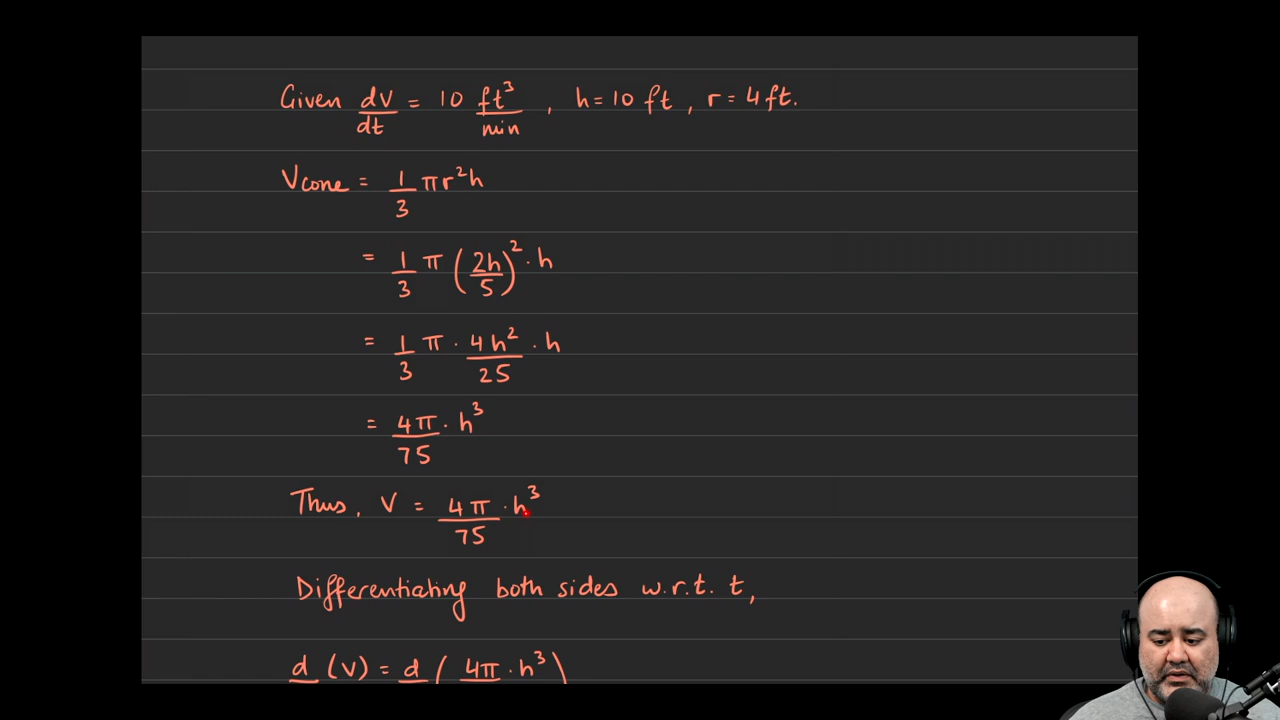 Given dV/dt = 10 ft³/min , h = 10 ft , r = 4 ft.
Vcone = 1/3 πr²h
= 1/3 π (2h/5)² · h
= 1/3 π · 4h²/25 · h
= 4π/75 · h³
Thus, V = 4π/75 · h³
Differentiating both sides w.r.t. t,
d (V) = d ( 4π · h³ )